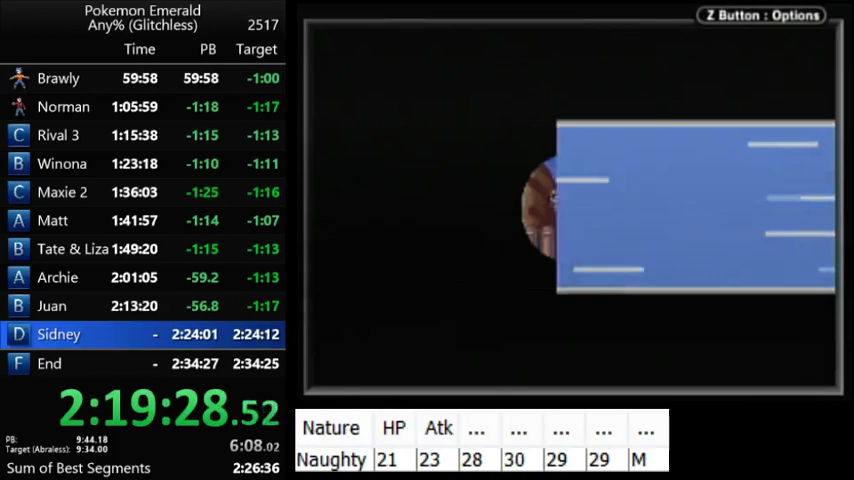 Pokemon Emerald
Any% (Glitchless) 2517
Time PB Target
Brawly 59:58 59:58 -1:00
Norman 1:05:59 -1:18 -1:17
C Rival 3 1:15:38 -1:15 -1:13
B Winona 1:23:18 -1:10 -1:11
C Maxie 2 1:36:03 -1:25 -1:16
A Matt 1:41:57 -1:14 -1:07
B Tate & Liza 1:49:20 -1:15 -1:13
A Archie 2:01:05 -59.2 -1:13
B Juan 2:13:20 -56.8 -1:17
D Sidney - 2:24:01 2:24:12
F End - 2:34:27 2:34:25
2:19:28.52
PB: 9:44.18
Target (Abraless): 9:34.00
6:08.02
Sum of Best Segments 2:26:36
Z Button : Options
Nature HP Atk ... ... ... ... ...
Naughty 21 23 28 30 29 29 M